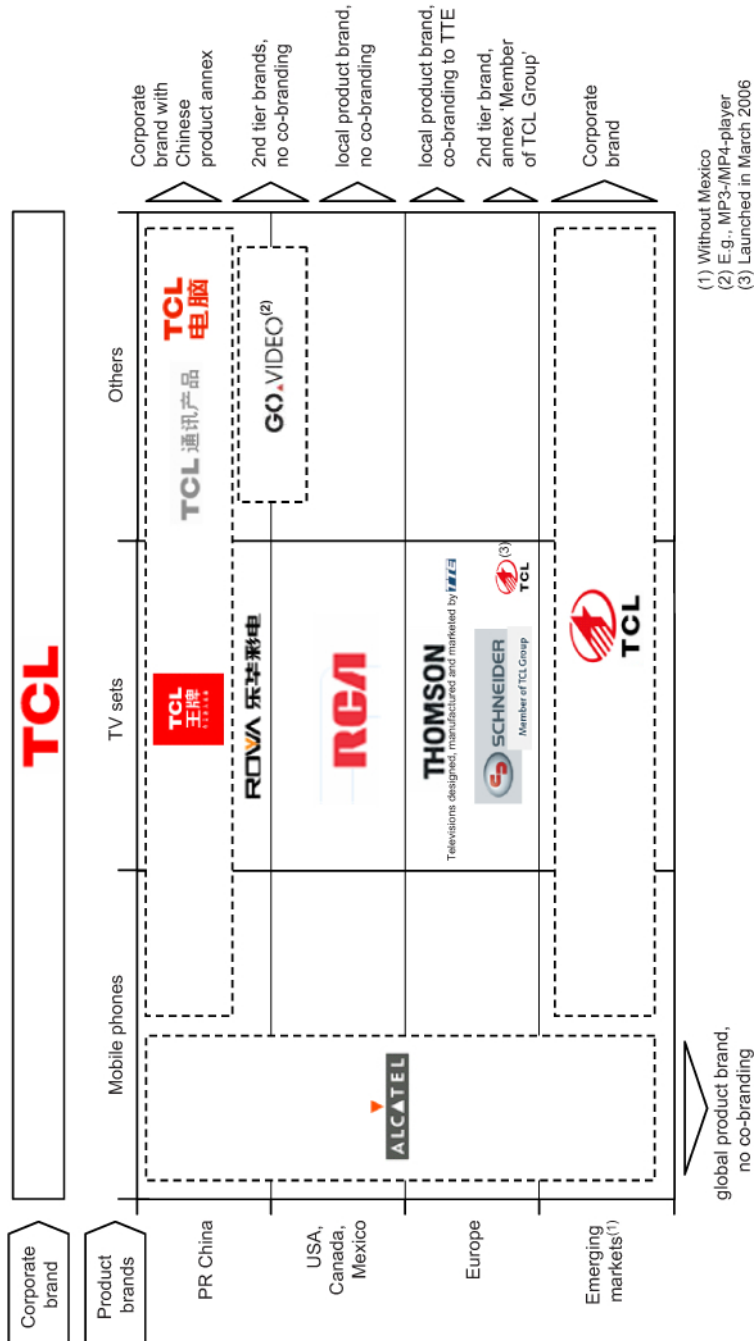 Corporate
brand
TCL
Product
brands
Mobile phones
TV sets
Others
PR China
TCL
王牌
TCL 通讯产品
TCL
电脑
Corporate
brand with
Chinese
product annex
ROWA 乐华彩电
GO VIDEO(2)
2nd tier brands,
no co-branding
USA,
Canada,
Mexico
ALCATEL
RCA
local product brand,
no co-branding
Europe
THOMSON
Televisions designed, manufactured and marketed by TTE
local product brand,
co-branding to TTE
SCHNEIDER
Member of TCL Group
TCL
(3)
2nd tier brand,
annex ‘Member
of TCL Group’
Emerging
markets(1)
TCL
Corporate
brand
global product brand,
no co-branding
(1) Without Mexico
(2) E.g., MP3-/MP4-player
(3) Launched in March 2006